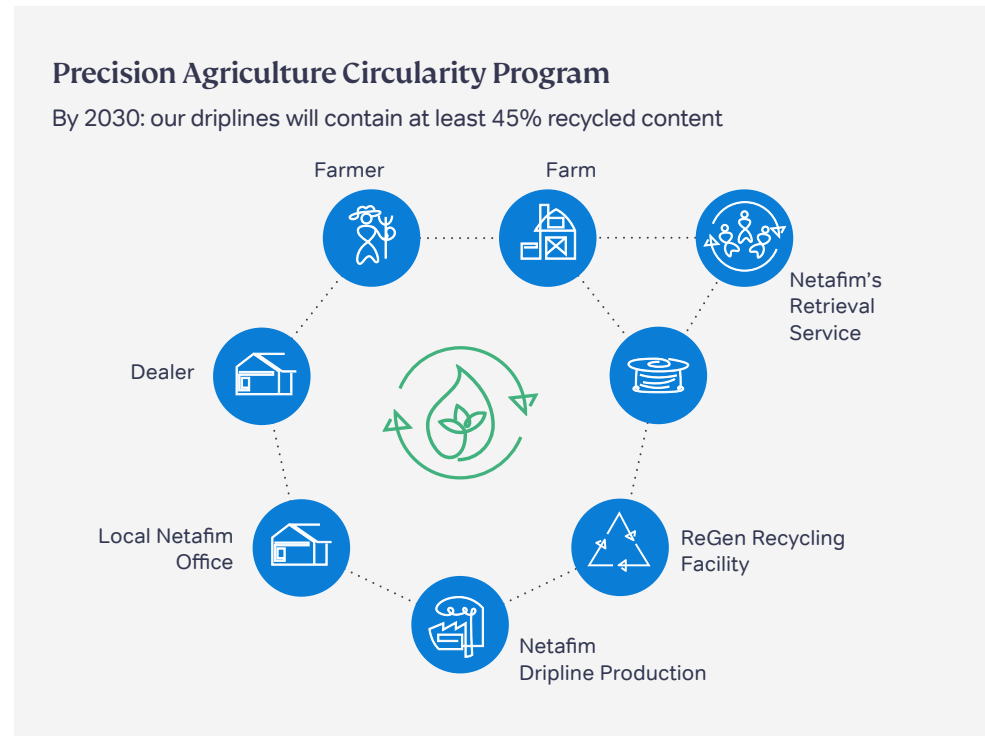 Precision Agriculture Circularity Program
By 2030: our driplines will contain at least 45% recycled content
Farmer
Farm
Netafim’s
Retrieval
Service
Dealer
Local Netafim
Office
ReGen Recycling
Facility
Netafim
Dripline Production